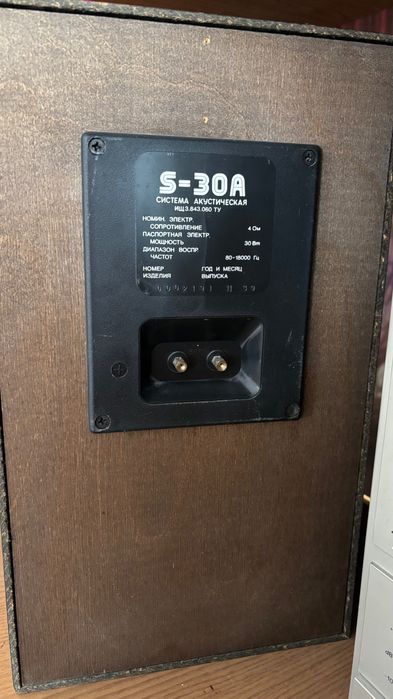 S-30A
СИСТЕМА АКУСТИЧЕСКАЯ
ИЩ3.843.060 ТУ
НОМИН. ЭЛЕКТР.
СОПРОТИВЛЕНИЕ 4 Ом
ПАСПОРТНАЯ ЭЛЕКТР.
МОЩНОСТЬ 30 Вт
ДИАПАЗОН ВОСПР.
ЧАСТОТ 80-18000 Гц
НОМЕР ГОД И МЕСЯЦ
ИЗДЕЛИЯ ВЫПУСКА